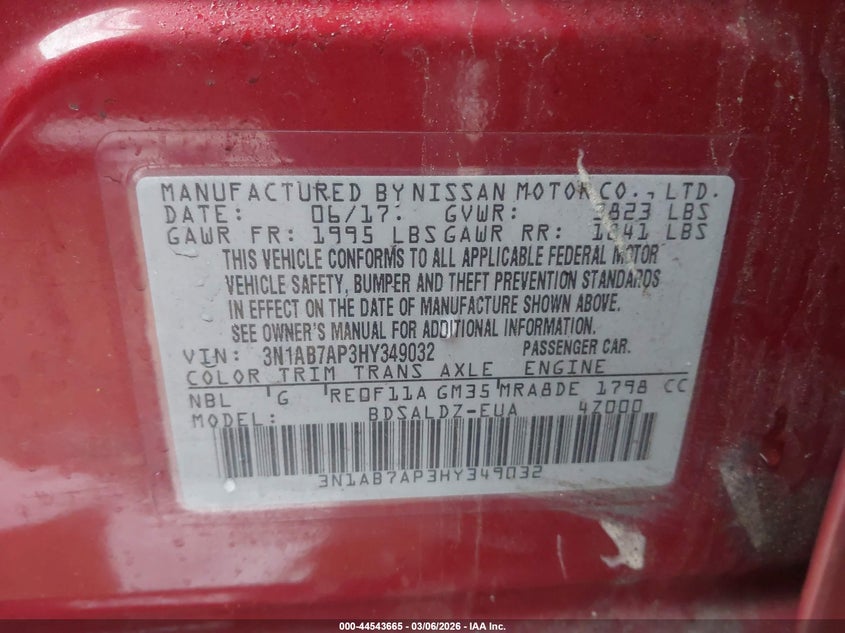 MANUFACTURED BY NISSAN MOTOR CO., LTD.
DATE: 06/17. GVWR: 3823 LBS
GAWR FR: 1995 LBS GAWR RR: 1841 LBS
THIS VEHICLE CONFORMS TO ALL APPLICABLE FEDERAL MOTOR
VEHICLE SAFETY, BUMPER AND THEFT PREVENTION STANDARDS
IN EFFECT ON THE DATE OF MANUFACTURE SHOWN ABOVE.
SEE OWNER'S MANUAL FOR ADDITIONAL INFORMATION.
VIN: 3N1AB7AP3HY349032 PASSENGER CAR.
COLOR TRIM TRANS AXLE ENGINE
NBL G RE0F11A GM35 MRA8DE 1798 CC
MODEL: BDSALDZ-EUA 4Z000
3N1AB7AP3HY349032
000-44543665 | 03/06/2026 - IAA Inc.